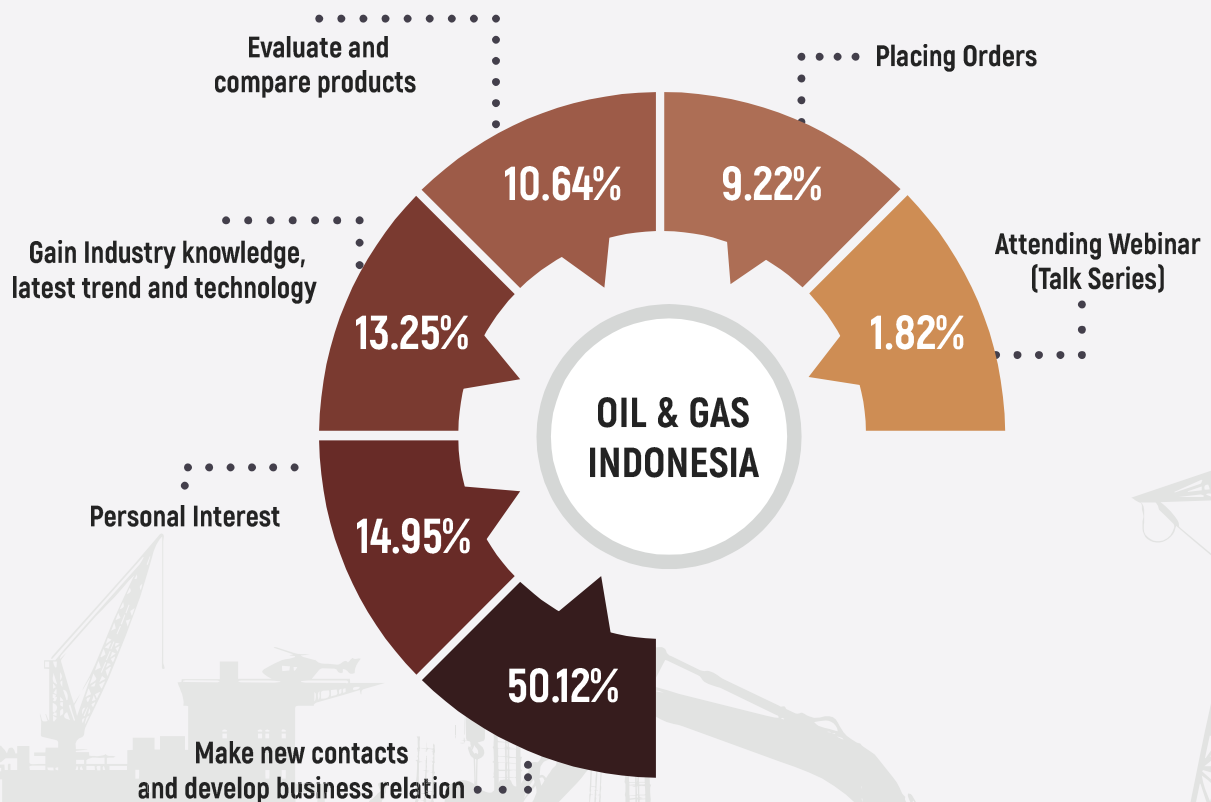 Evaluate and
compare products
Placing Orders
10.64%
9.22%
Gain Industry knowledge,
latest trend and technology
Attending Webinar
(Talk Series)
13.25%
1.82%
OIL & GAS
INDONESIA
Personal Interest
14.95%
50.12%
Make new contacts
and develop business relation